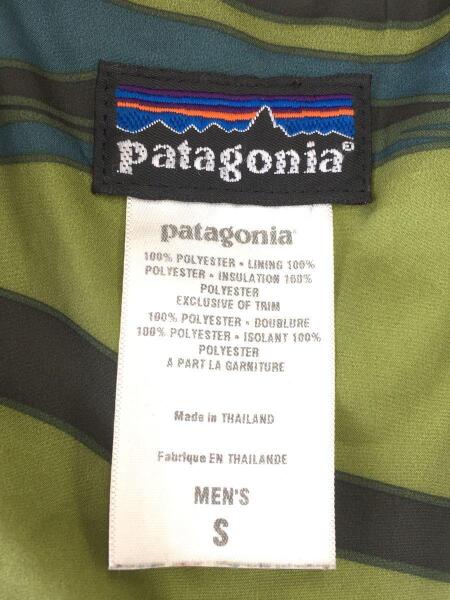 patagonia®
patagonia®
100% POLYESTER • LINING 100%
POLYESTER • INSULATION 100%
POLYESTER
EXCLUSIVE OF TRIM
100% POLYESTER • DOUBLURE
100% POLYESTER • ISOLANT 100%
POLYESTER
A PART LA GARNITURE
Made in THAILAND
Fabrique EN THAILANDE
MEN'S
S